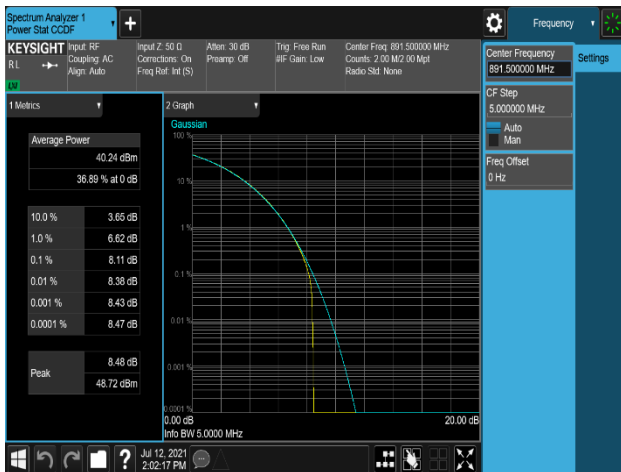 Spectrum Analyzer 1
Power Stat CCDF
Frequency
KEYSIGHT
Input: RF
Input Z: 50 Ω
Atten: 30 dB
Trig: Free Run
Center Freq: 891.500000 MHz
R L
Coupling: AC
Corrections: On
Preamp: Off
#IF Gain: Low
Counts: 2.00 M/2.00 Mpt
Align: Auto
Freq Ref: Int (S)
Radio Std: None
Center Frequency
891.500000 MHz
Settings
CF Step
5.000000 MHz
Auto
Man
Freq Offset
0 Hz
1 Metrics
2 Graph
Average Power
40.24 dBm
36.89 % at 0 dB
10.0 % 3.65 dB
1.0 % 6.62 dB
0.1 % 8.11 dB
0.01 % 8.38 dB
0.001 % 8.43 dB
0.0001 % 8.47 dB
Peak
8.48 dB
48.72 dBm
Gaussian
100 %
10 %
1 %
0.1 %
0.01 %
0.001 %
0.0001 %
0.00 dB
20.00 dB
Info BW 5.0000 MHz
?
Jul 12, 2021
2:02:17 PM